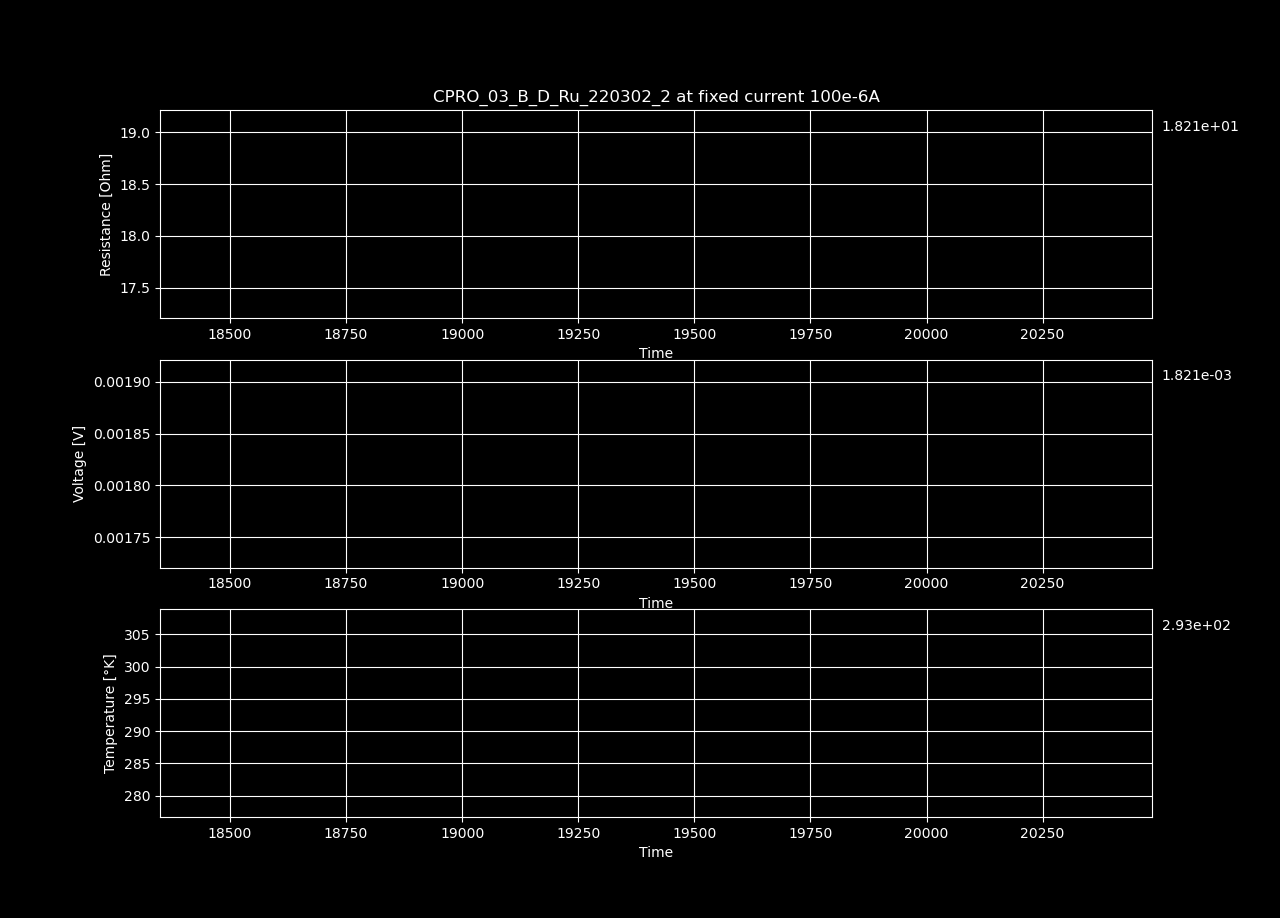 CPRO_03_B_D_Ru_220302_2 at fixed current 100e-6A
1.821e+01
Resistance [Ohm]
19.0
18.5
18.0
17.5
18500 18750 19000 19250 19500 19750 20000 20250
Time
1.821e-03
Voltage [V]
0.00190
0.00185
0.00180
0.00175
18500 18750 19000 19250 19500 19750 20000 20250
Time
2.93e+02
Temperature [°K]
305
300
295
290
285
280
18500 18750 19000 19250 19500 19750 20000 20250
Time